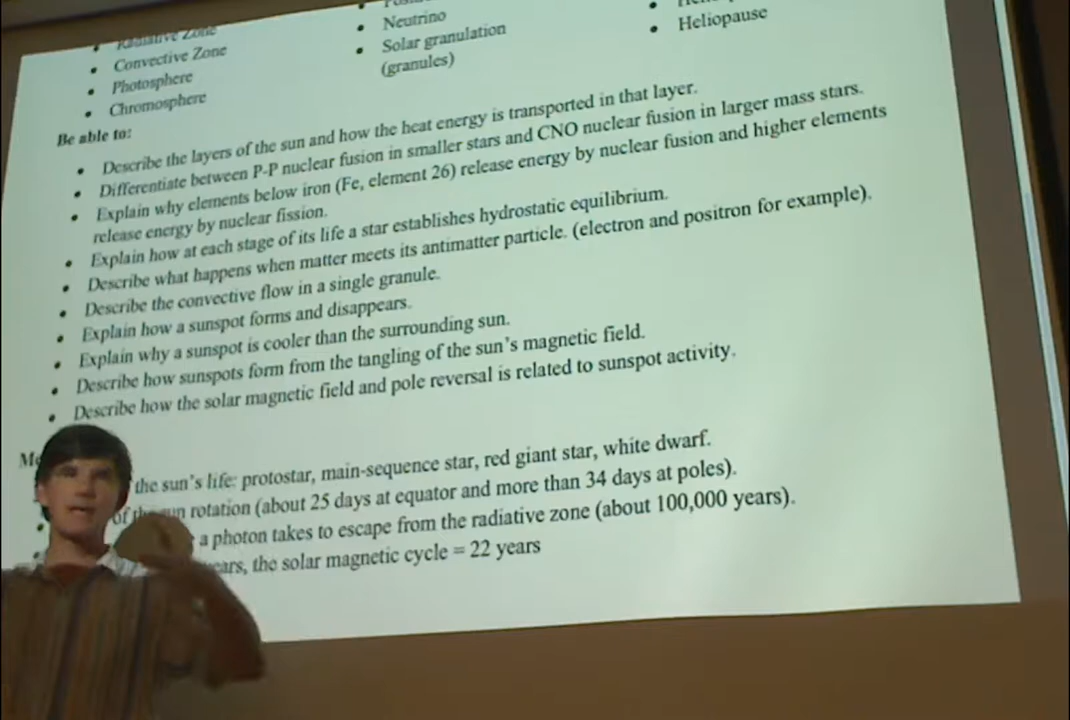 Radiative Zone
Convective Zone
Photosphere
Chromosphere
Neutrino
Solar granulation
(granules)
Heliopause
Be able to:
Describe the layers of the sun and how the heat energy is transported in that layer.
Differentiate between P-P nuclear fusion in smaller stars and CNO nuclear fusion in larger mass stars.
Explain why elements below iron (Fe, element 26) release energy by nuclear fusion and higher elements
release energy by nuclear fission.
Explain how at each stage of its life a star establishes hydrostatic equilibrium.
Describe what happens when matter meets its antimatter particle. (electron and positron for example).
Describe the convective flow in a single granule.
Explain how a sunspot forms and disappears.
Explain why a sunspot is cooler than the surrounding sun.
Describe how sunspots form from the tangling of the sun's magnetic field.
Describe how the solar magnetic field and pole reversal is related to sunspot activity.
the sun's life: protostar, main-sequence star, red giant star, white dwarf.
of the sun rotation (about 25 days at equator and more than 34 days at poles).
a photon takes to escape from the radiative zone (about 100,000 years).
years, the solar magnetic cycle = 22 years